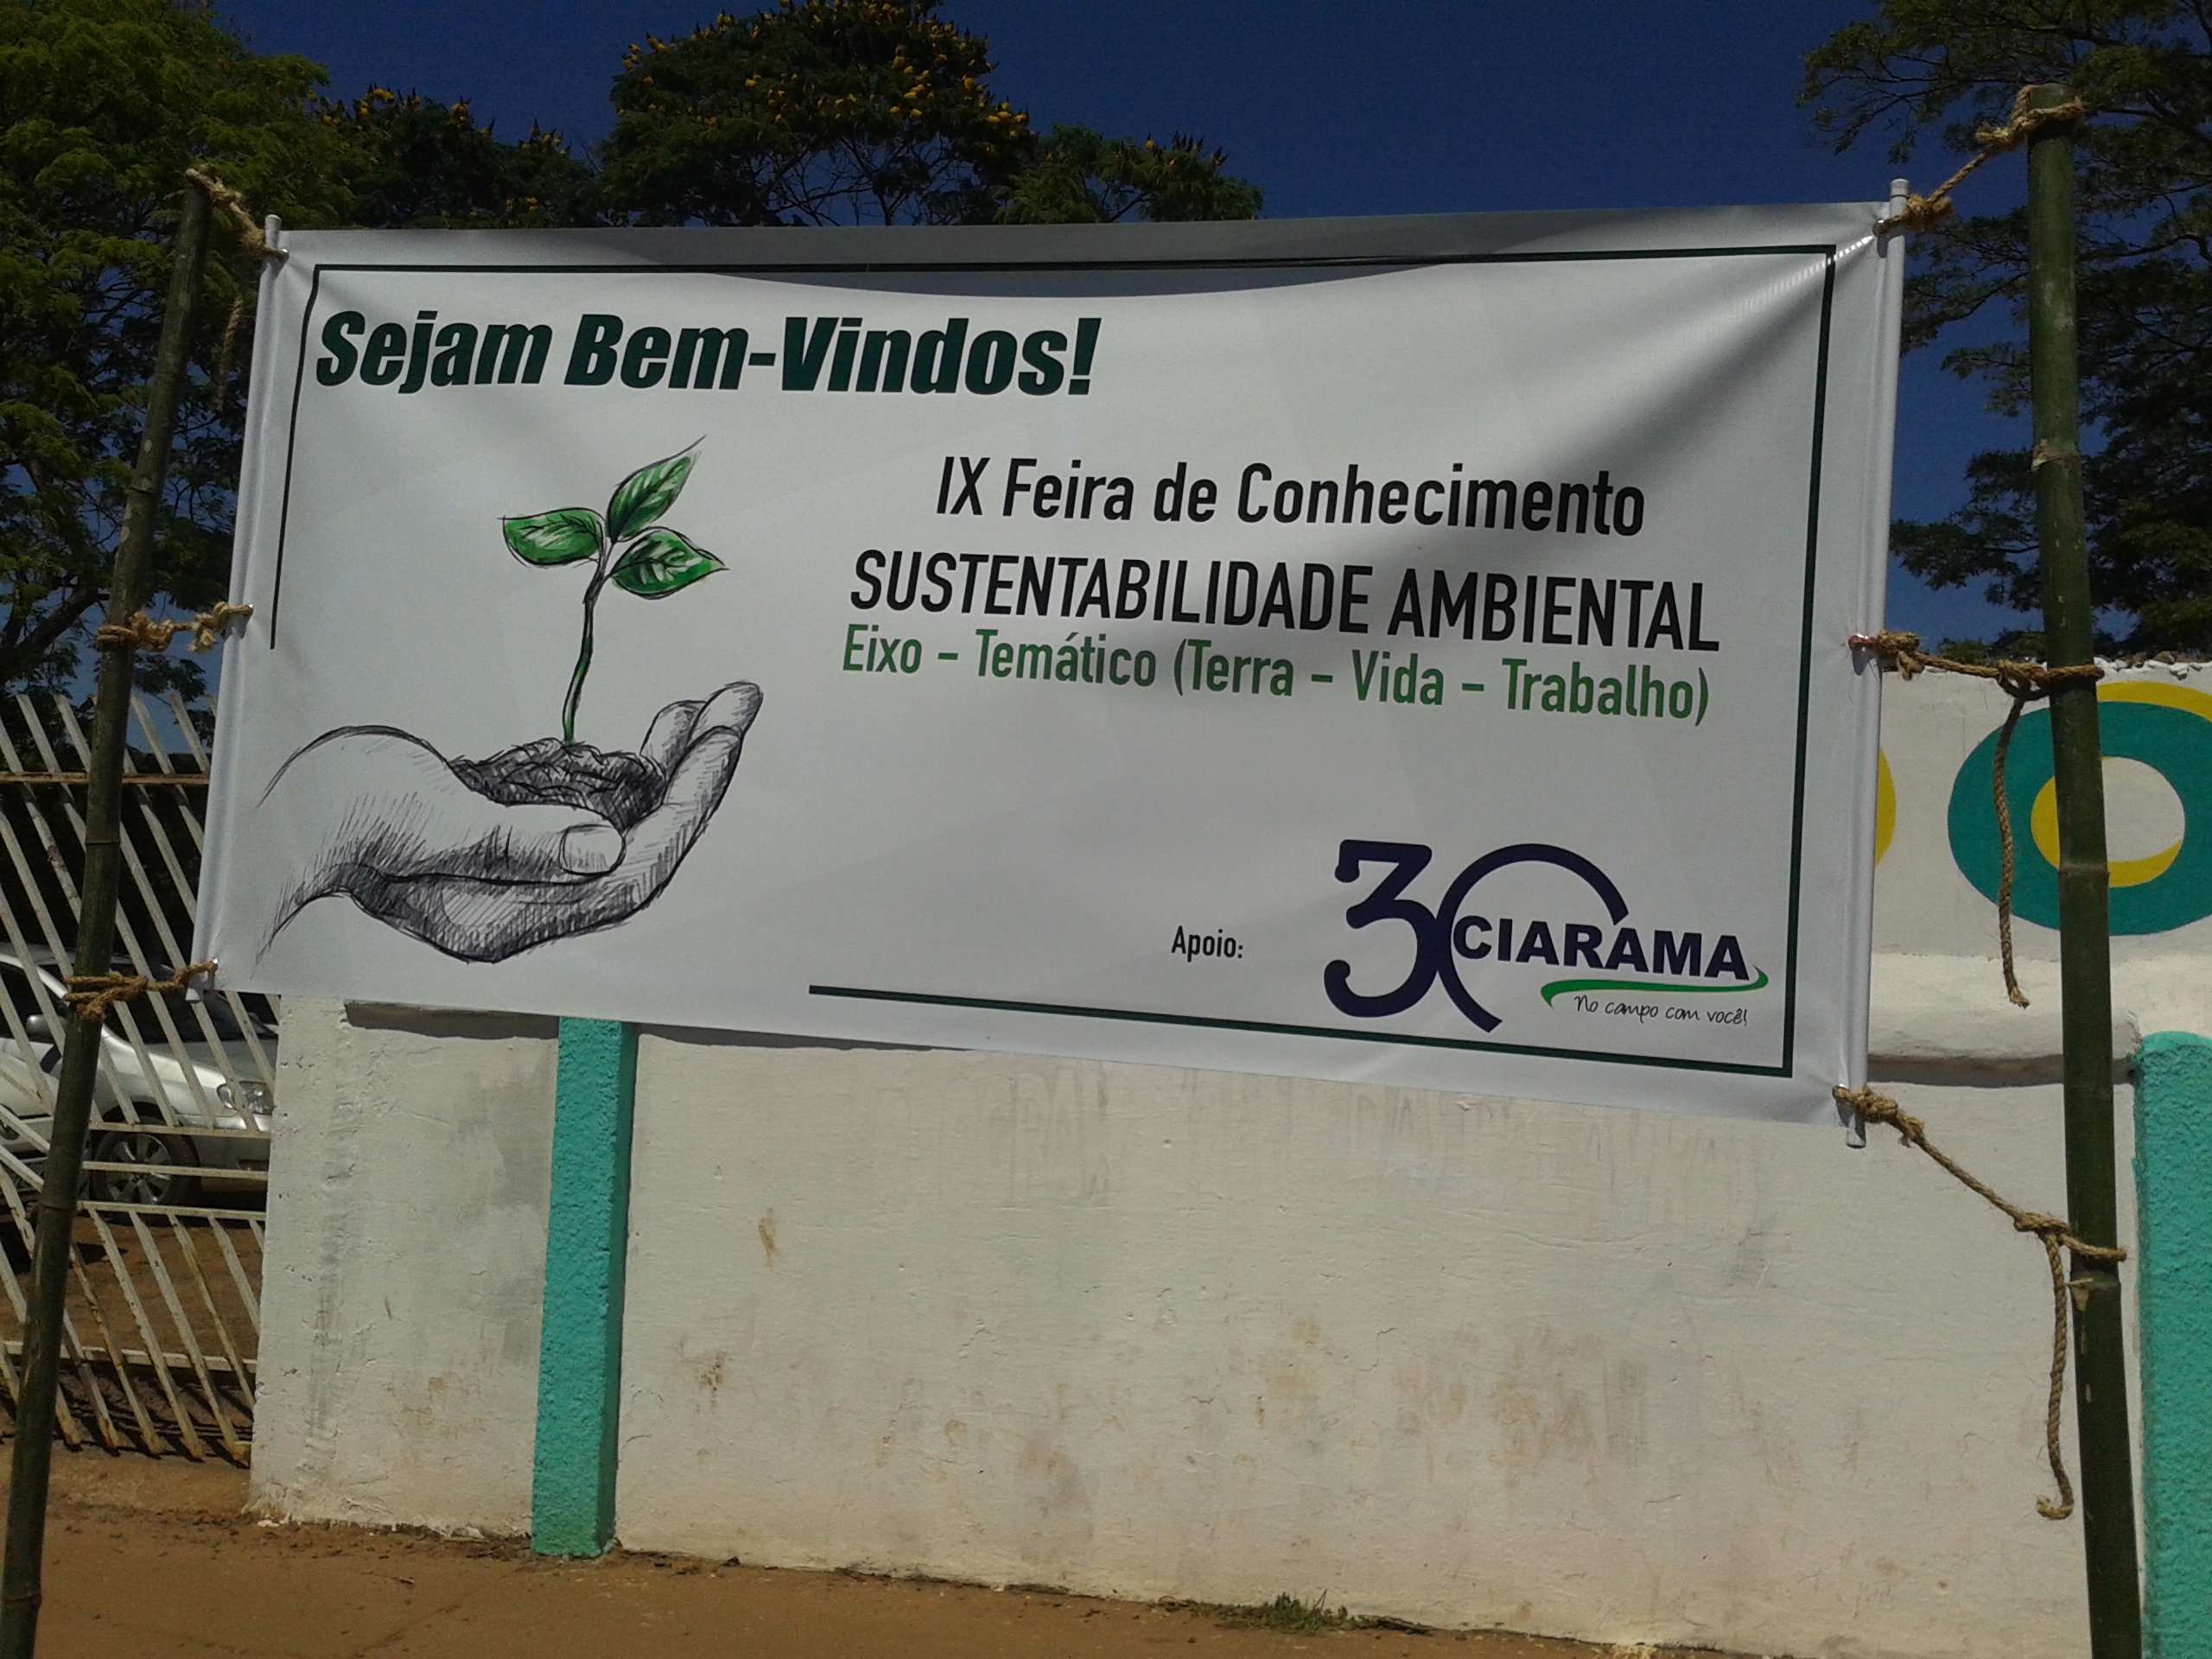 Sejam Bem-Vindos!
IX Feira de Conhecimento
SUSTENTABILIDADE AMBIENTAL
Eixo - Temático (Terra - Vida - Trabalho)
Apoio:
30
CIARAMA
No campo com você!